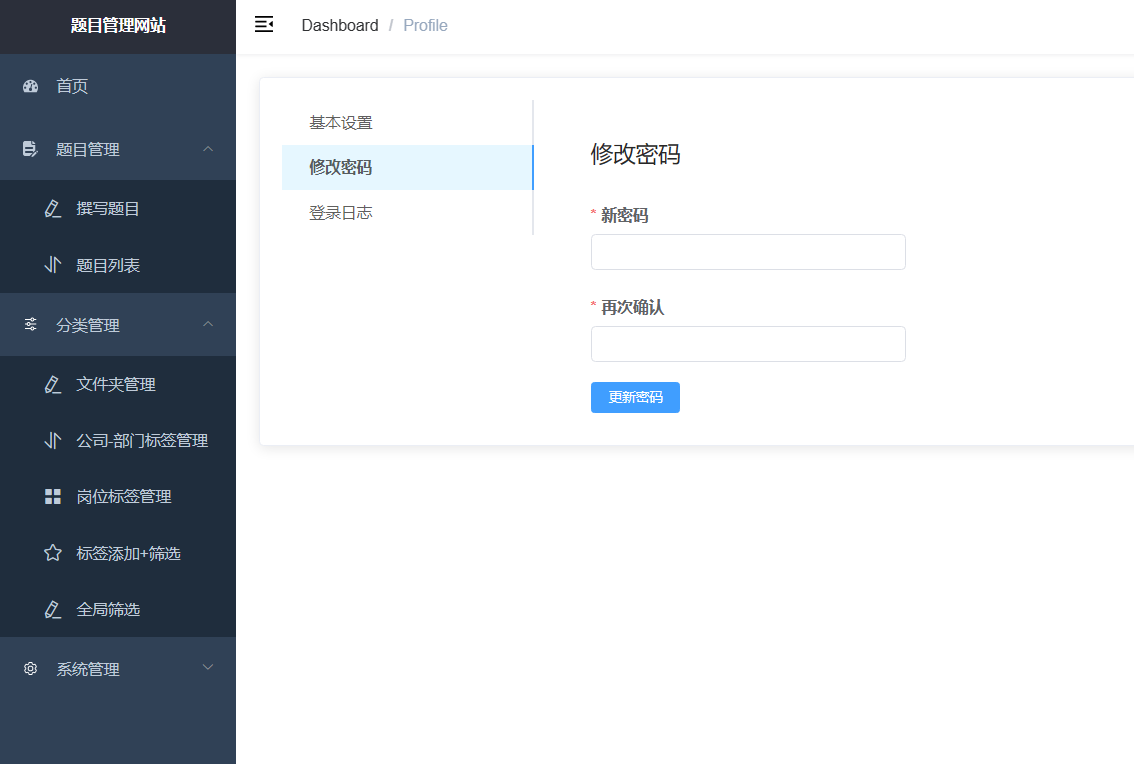 题目管理网站
Dashboard / Profile
首页
题目管理
撰写题目
题目列表
分类管理
文件夹管理
公司-部门标签管理
岗位标签管理
标签添加+筛选
全局筛选
系统管理
基本设置
修改密码
登录日志
修改密码
* 新密码
* 再次确认
更新密码